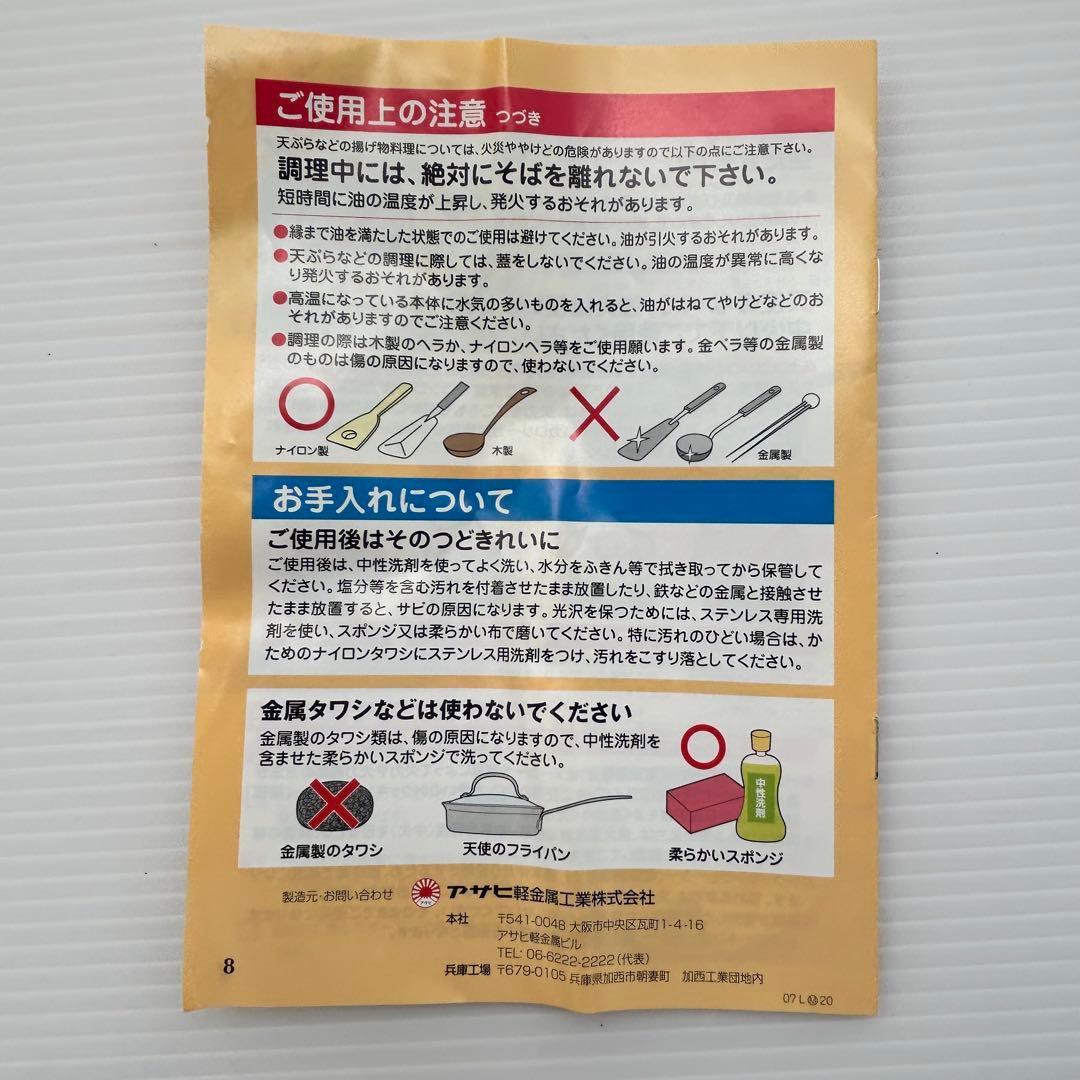 ご使用上の注意 つづき
天ぷらなどの揚げ物料理については、火災ややけどの危険がありますので以下の点にご注意下さい。
調理中には、絶対にそばを離れないで下さい。
短時間に油の温度が上昇し、発火するおそれがあります。
●縁まで油を満たした状態でのご使用は避けてください。油が引火するおそれがあります。
●天ぷらなどの調理に際しては、蓋をしないでください。油の温度が異常に高くな
り発火するおそれがあります。
●高温になっている本体に水気の多いものを入れると、油がはねてやけどなどのお
それがありますのでご注意ください。
●調理の際は木製のヘラか、ナイロンヘラ等をご使用願います。金ベラ等の金属製
のものは傷の原因になりますので、使わないでください。
ナイロン製 木製 金属製
お手入れについて
ご使用後はそのつどきれいに
ご使用後は、中性洗剤を使ってよく洗い、水分をふきん等で拭き取ってから保管して
ください。塩分等を含む汚れを付着させたまま放置したり、鉄などの金属と接触させ
たまま放置すると、サビの原因になります。光沢を保つためには、ステンレス専用洗
剤を使い、スポンジ又は柔らかい布で磨いてください。特に汚れのひどい場合は、か
ためのナイロンタワシにステンレス用洗剤をつけ、汚れをこすり落としてください。
金属タワシなどは使わないでください
金属製のタワシ類は、傷の原因になりますので、中性洗剤を
含ませた柔らかいスポンジで洗ってください。
中性洗剤
金属製のタワシ 天使のフライパン 柔らかいスポンジ
製造元・お問い合わせ アサヒ アサヒ軽金属工業株式会社
本社 〒541-0048 大阪市中央区瓦町1-4-16
アサヒ軽金属ビル
TEL: 06-6222-2222（代表）
兵庫工場 〒679-0105 兵庫県加西市朝妻町 加西工業団地内
8
07LⓂ20